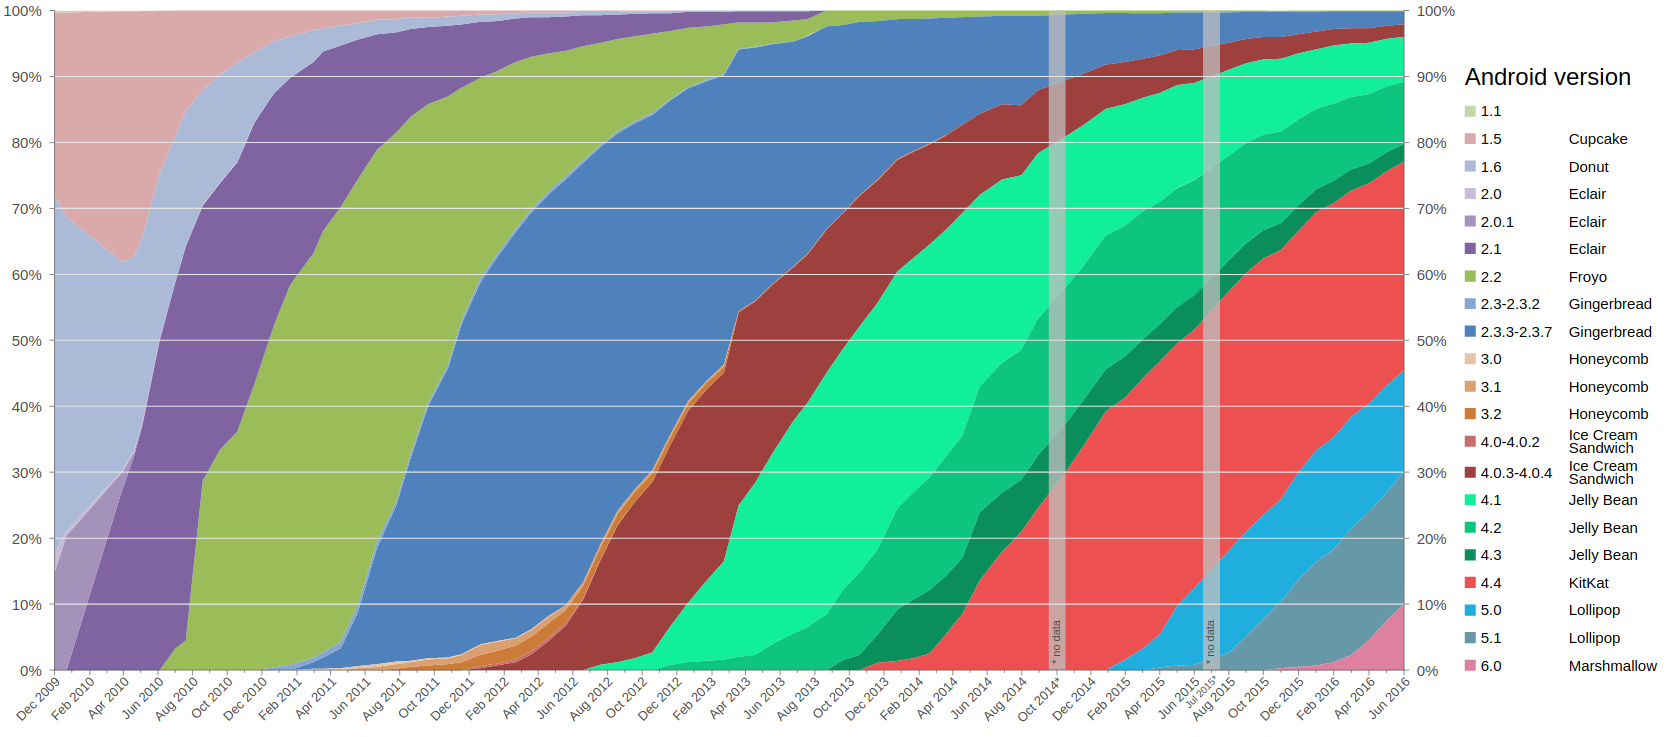 100%
90%
80%
70%
60%
50%
40%
30%
20%
10%
0%
100%
90%
80%
70%
60%
50%
40%
30%
20%
10%
0%
* no data
* no data
Dec 2009
Feb 2010
Apr 2010
Jun 2010
Aug 2010
Oct 2010
Dec 2010
Feb 2011
Apr 2011
Jun 2011
Aug 2011
Oct 2011
Dec 2011
Feb 2012
Apr 2012
Jun 2012
Aug 2012
Oct 2012
Dec 2012
Feb 2013
Apr 2013
Jun 2013
Aug 2013
Oct 2013
Dec 2013
Feb 2014
Apr 2014
Jun 2014
Aug 2014
Oct 2014*
Dec 2014
Feb 2015
Apr 2015
Jun 2015
Jul 2015*
Aug 2015
Oct 2015
Dec 2015
Feb 2016
Apr 2016
Jun 2016
Android version
1.1
1.5 Cupcake
1.6 Donut
2.0 Eclair
2.0.1 Eclair
2.1 Eclair
2.2 Froyo
2.3-2.3.2 Gingerbread
2.3.3-2.3.7 Gingerbread
3.0 Honeycomb
3.1 Honeycomb
3.2 Honeycomb
4.0-4.0.2 Ice Cream
Sandwich
4.0.3-4.0.4 Ice Cream
Sandwich
4.1 Jelly Bean
4.2 Jelly Bean
4.3 Jelly Bean
4.4 KitKat
5.0 Lollipop
5.1 Lollipop
6.0 Marshmallow